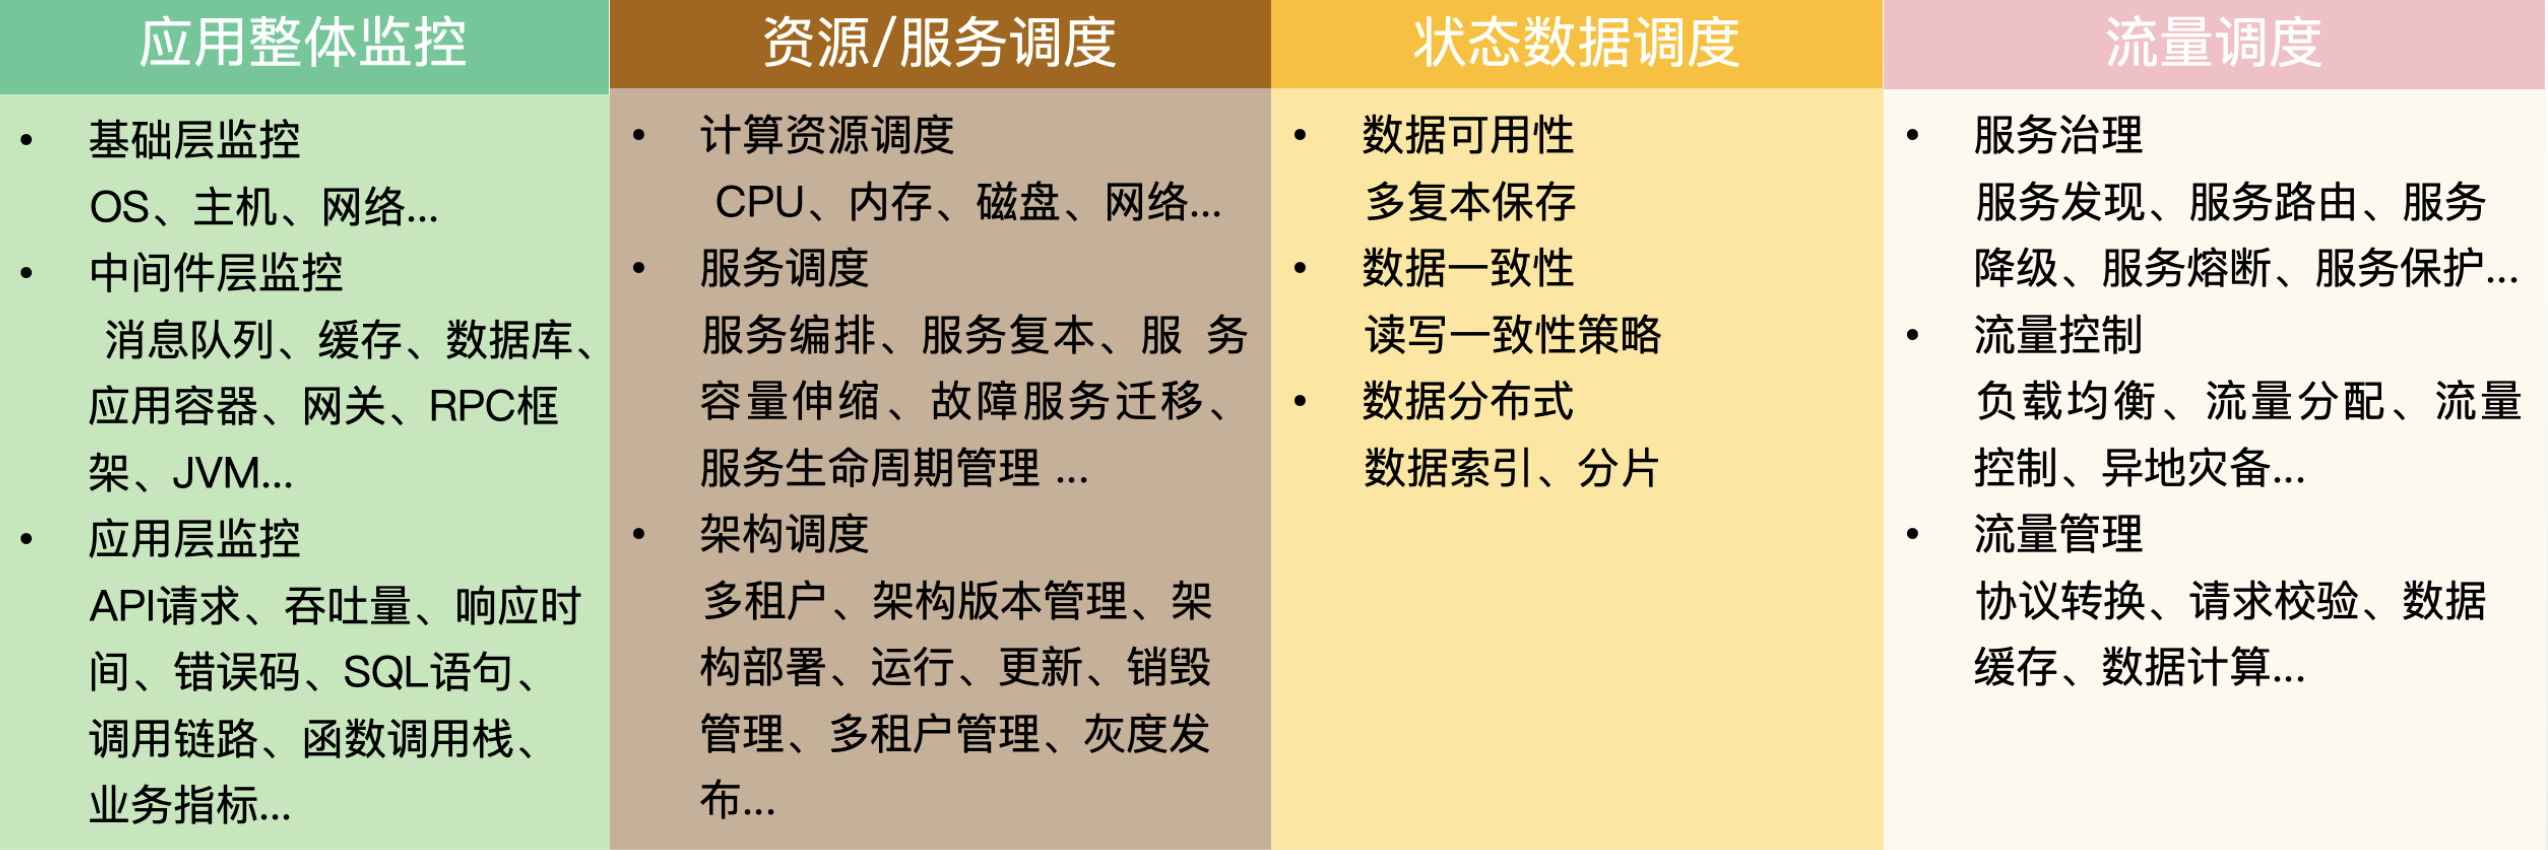 应用整体监控
• 基础层监控
OS、主机、网络...
• 中间件层监控
消息队列、缓存、数据库、
应用容器、网关、RPC框
架、JVM...
• 应用层监控
API请求、吞吐量、响应时
间、错误码、SQL语句、
调用链路、函数调用栈、
业务指标...
资源/服务调度
• 计算资源调度
CPU、内存、磁盘、网络...
• 服务调度
服务编排、服务复本、服 务
容量伸缩、故障服务迁移、
服务生命周期管理 ...
• 架构调度
多租户、架构版本管理、架
构部署、运行、更新、销毁
管理、多租户管理、灰度发
布...
状态数据调度
• 数据可用性
多复本保存
• 数据一致性
读写一致性策略
• 数据分布式
数据索引、分片
流量调度
• 服务治理
服务发现、服务路由、服务
降级、服务熔断、服务保护...
• 流量控制
负载均衡、流量分配、流量
控制、异地灾备...
• 流量管理
协议转换、请求校验、数据
缓存、数据计算...